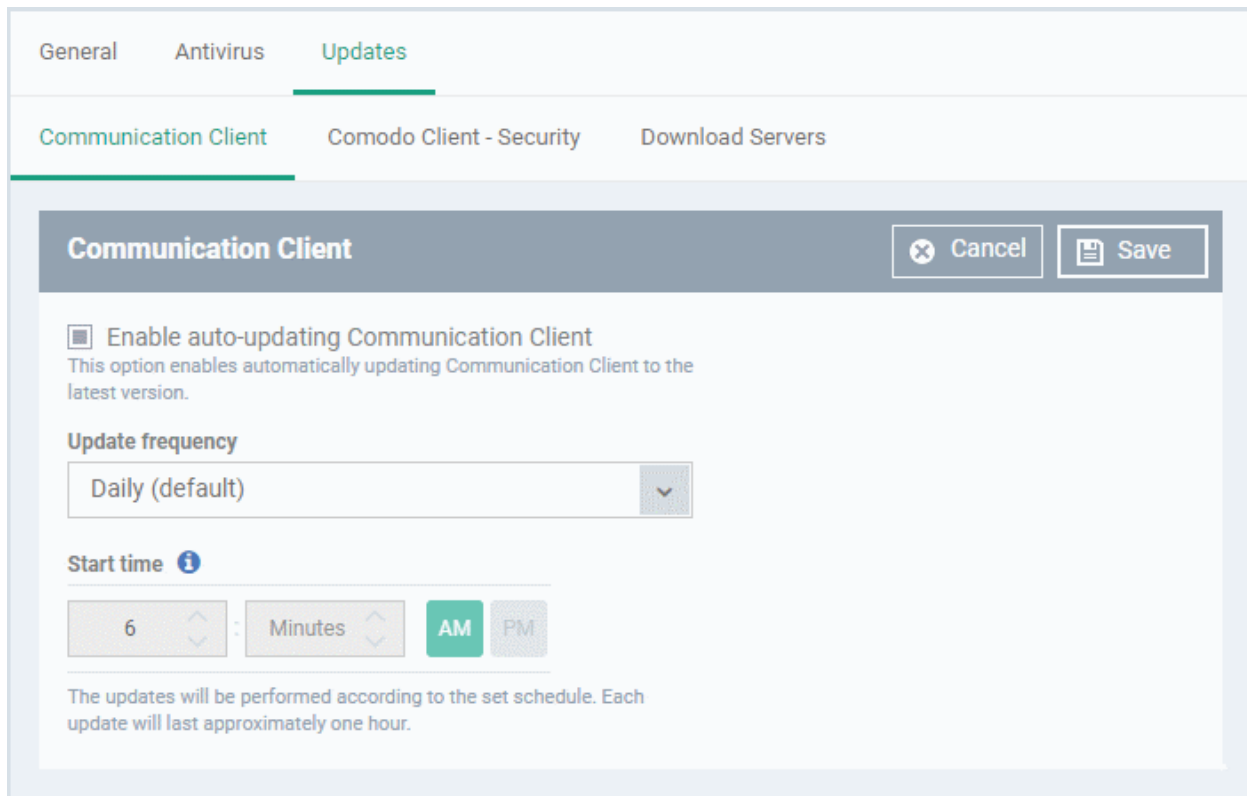 General Antivirus Updates
Communication Client Comodo Client - Security Download Servers
Communication Client Cancel Save
Enable auto-updating Communication Client
This option enables automatically updating Communication Client to the
latest version.
Update frequency
Daily (default)
Start time
6 : Minutes AM PM
The updates will be performed according to the set schedule. Each
update will last approximately one hour.